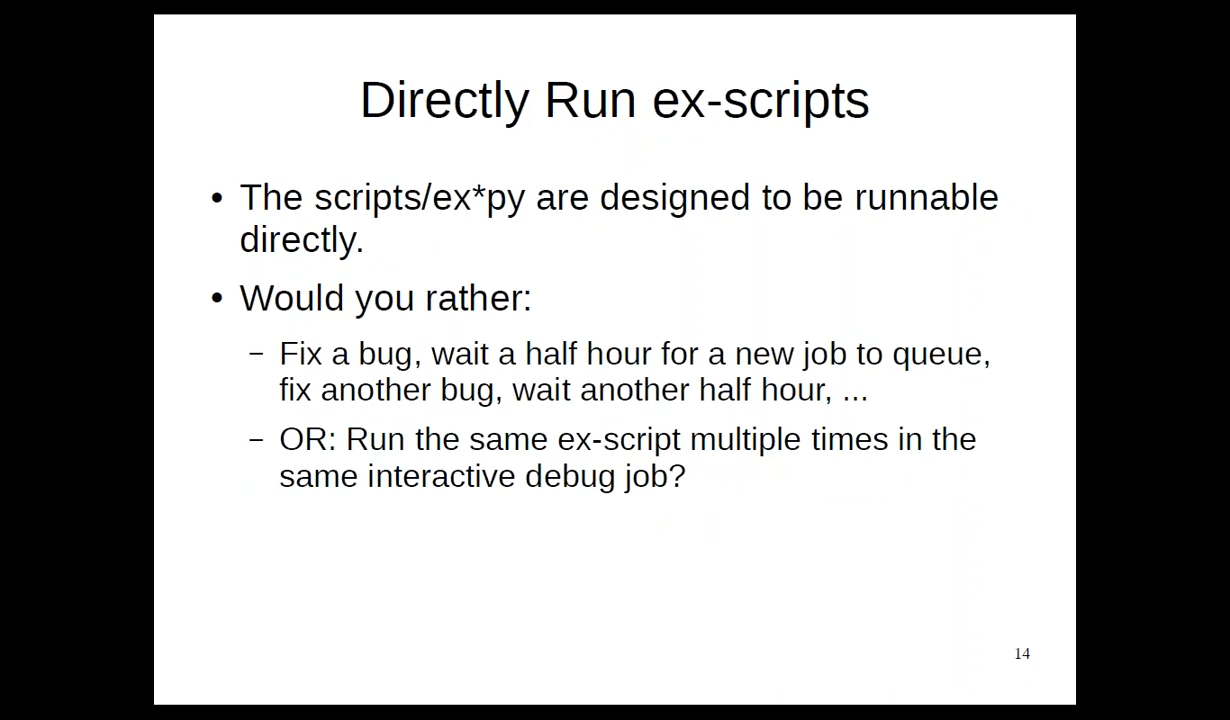 Directly Run ex-scripts
• The scripts/ex*py are designed to be runnable
directly.
• Would you rather:
– Fix a bug, wait a half hour for a new job to queue,
fix another bug, wait another half hour, ...
– OR: Run the same ex-script multiple times in the
same interactive debug job?
14